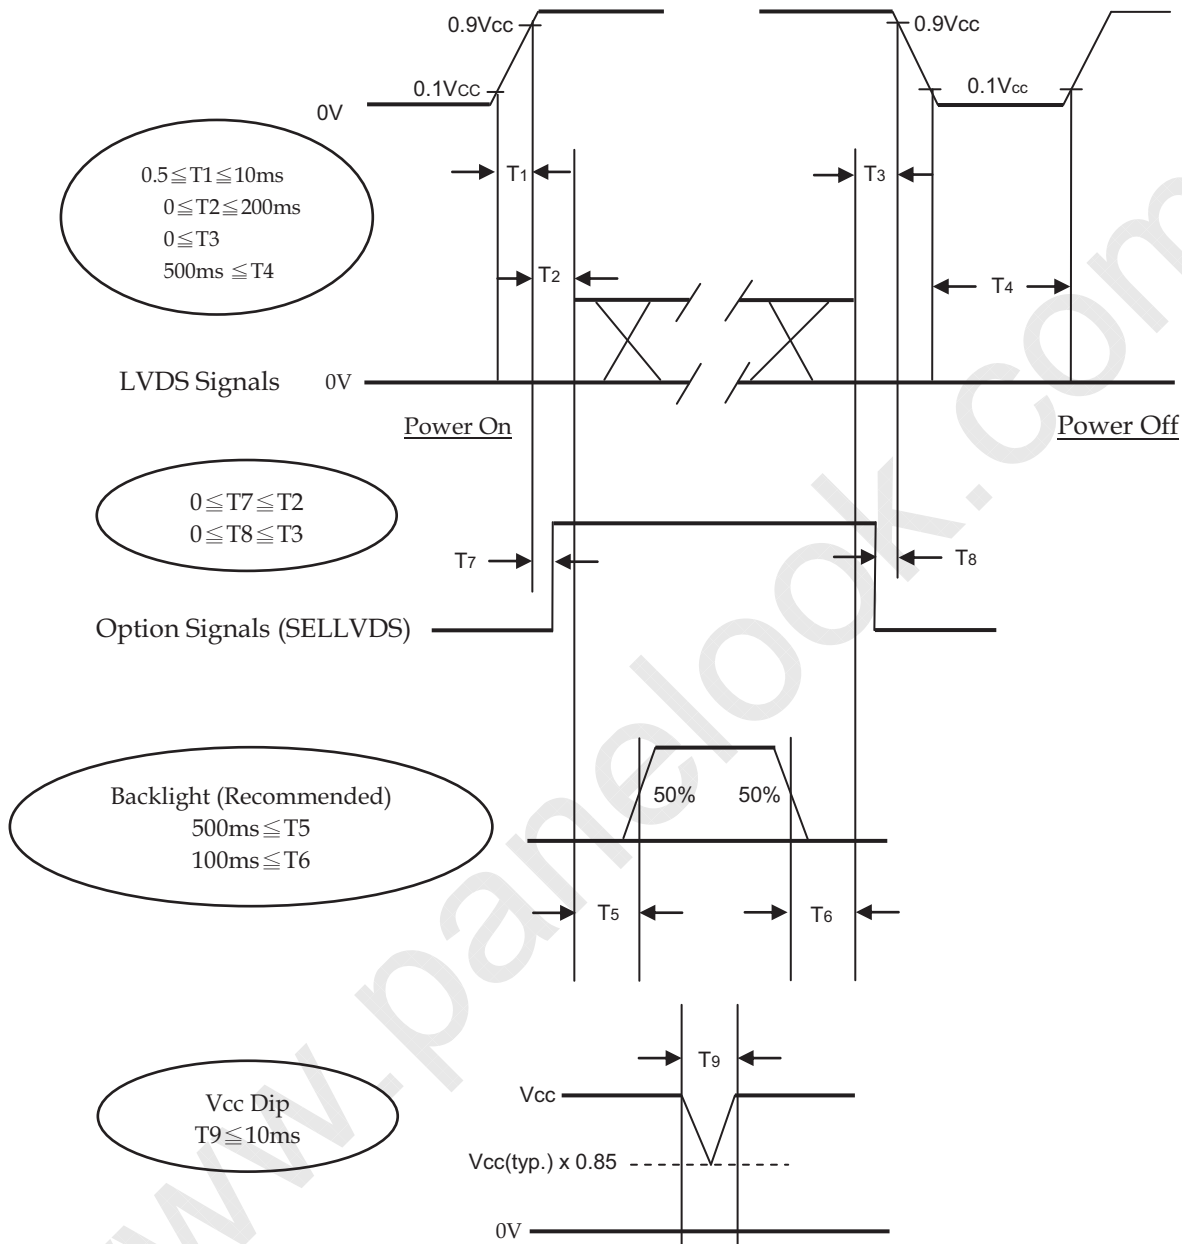 0.9Vcc
0.9Vcc
0.1VCC
0.1Vcc
0V
0.5≦T1≦10ms
0≦T2≦200ms
0≦T3
500ms ≦T4
T1
T3
T2
T4
LVDS Signals
0V
Power On
Power Off
0≦T7≦T2
0≦T8≦T3
T7
T8
Option Signals (SELLVDS)
Backlight (Recommended)
500ms≦T5
100ms≦T6
50%
50%
T5
T6
Vcc Dip
T9≦10ms
T9
Vcc
Vcc(typ.) x 0.85
0V
www.panelook.com